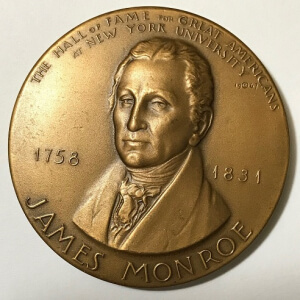 THE HALL OF FAME FOR GREAT AMERICANS
AT NEW YORK UNIVERSITY
1758
1831
JAMES MONROE